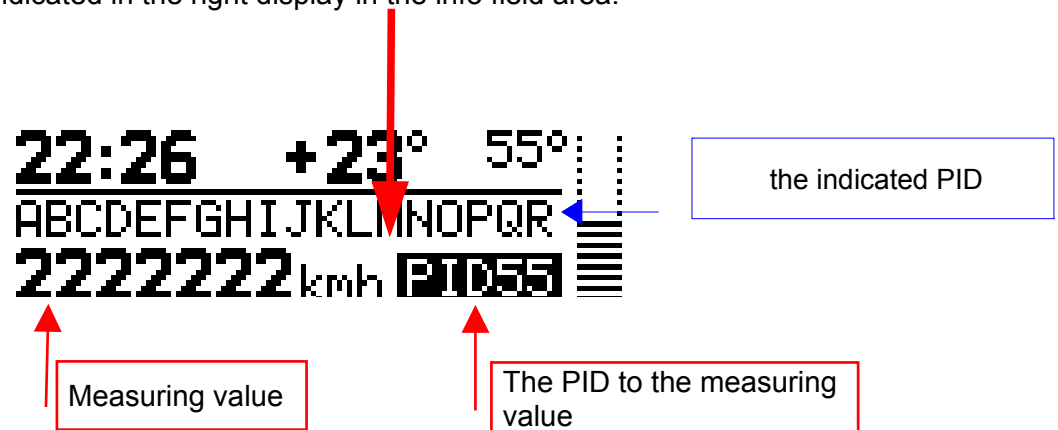 ndicated in the right display in the info field area.
22:26 +23° 55°
the indicated PID
ABCDEFGHIJKLMNOPQR
2222222 kmh PID55
Measuring value
The PID to the measuring
value